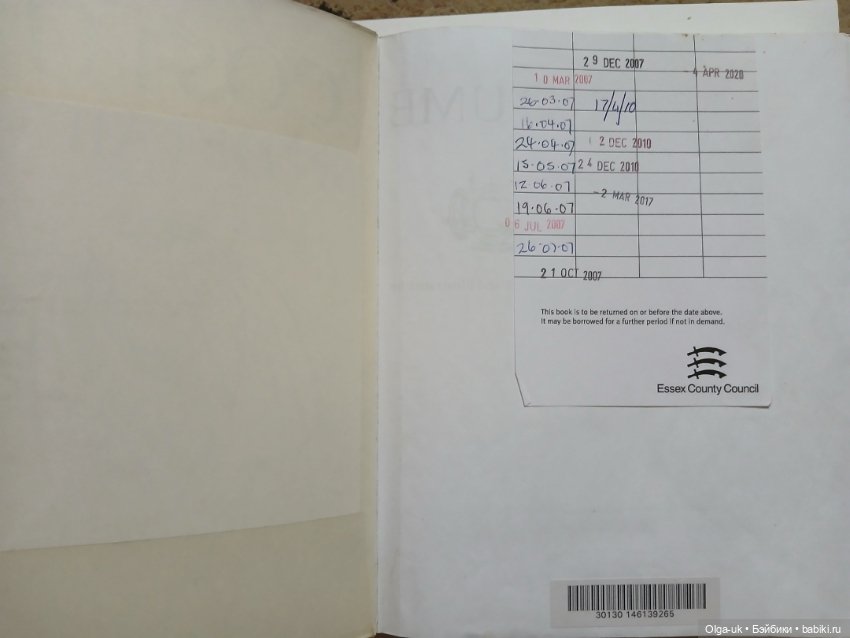 10 MAR 2007
26.03.07
16.04.07
24.04.07
15.05.07
12.06.07
19.06.07
06 JUL 2007
26.07.07
21 OCT 2007
29 DEC 2007
17/4/10
12 DEC 2010
24 DEC 2010
-2 MAR 2017
-4 APR 2020
This book is to be returned on or before the date above.
It may be borrowed for a further period if not in demand.
Essex County Council
30130 146139265
Olga-uk • Бэйбики • babiki.ru